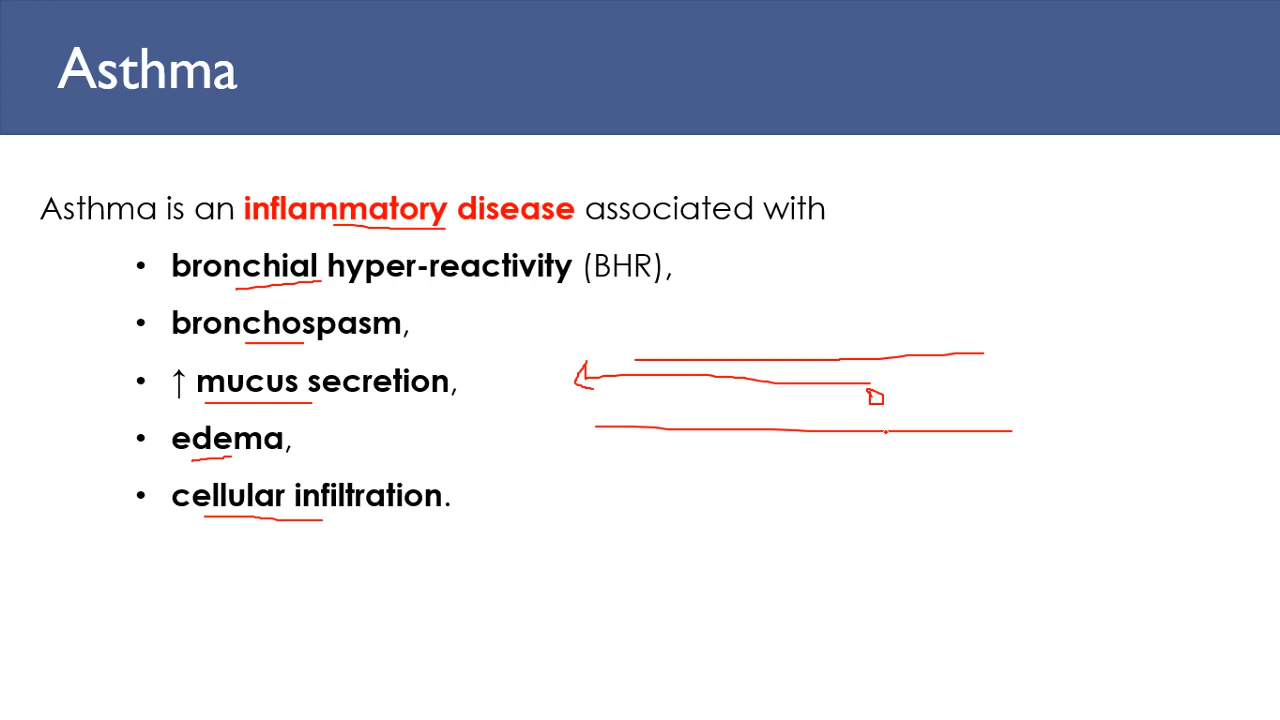 Asthma
Asthma is an inflammatory disease associated with
• bronchial hyper-reactivity (BHR),
• bronchospasm,
• ↑ mucus secretion,
• edema,
• cellular infiltration.